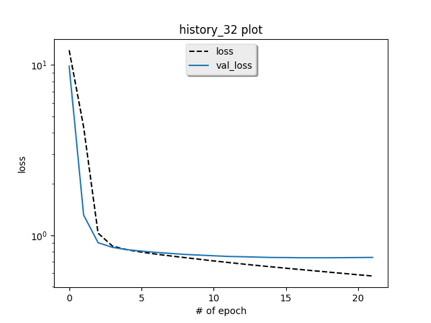 history_32 plot
loss
val_loss
10¹
10⁰
loss
0 5 10 15 20
# of epoch